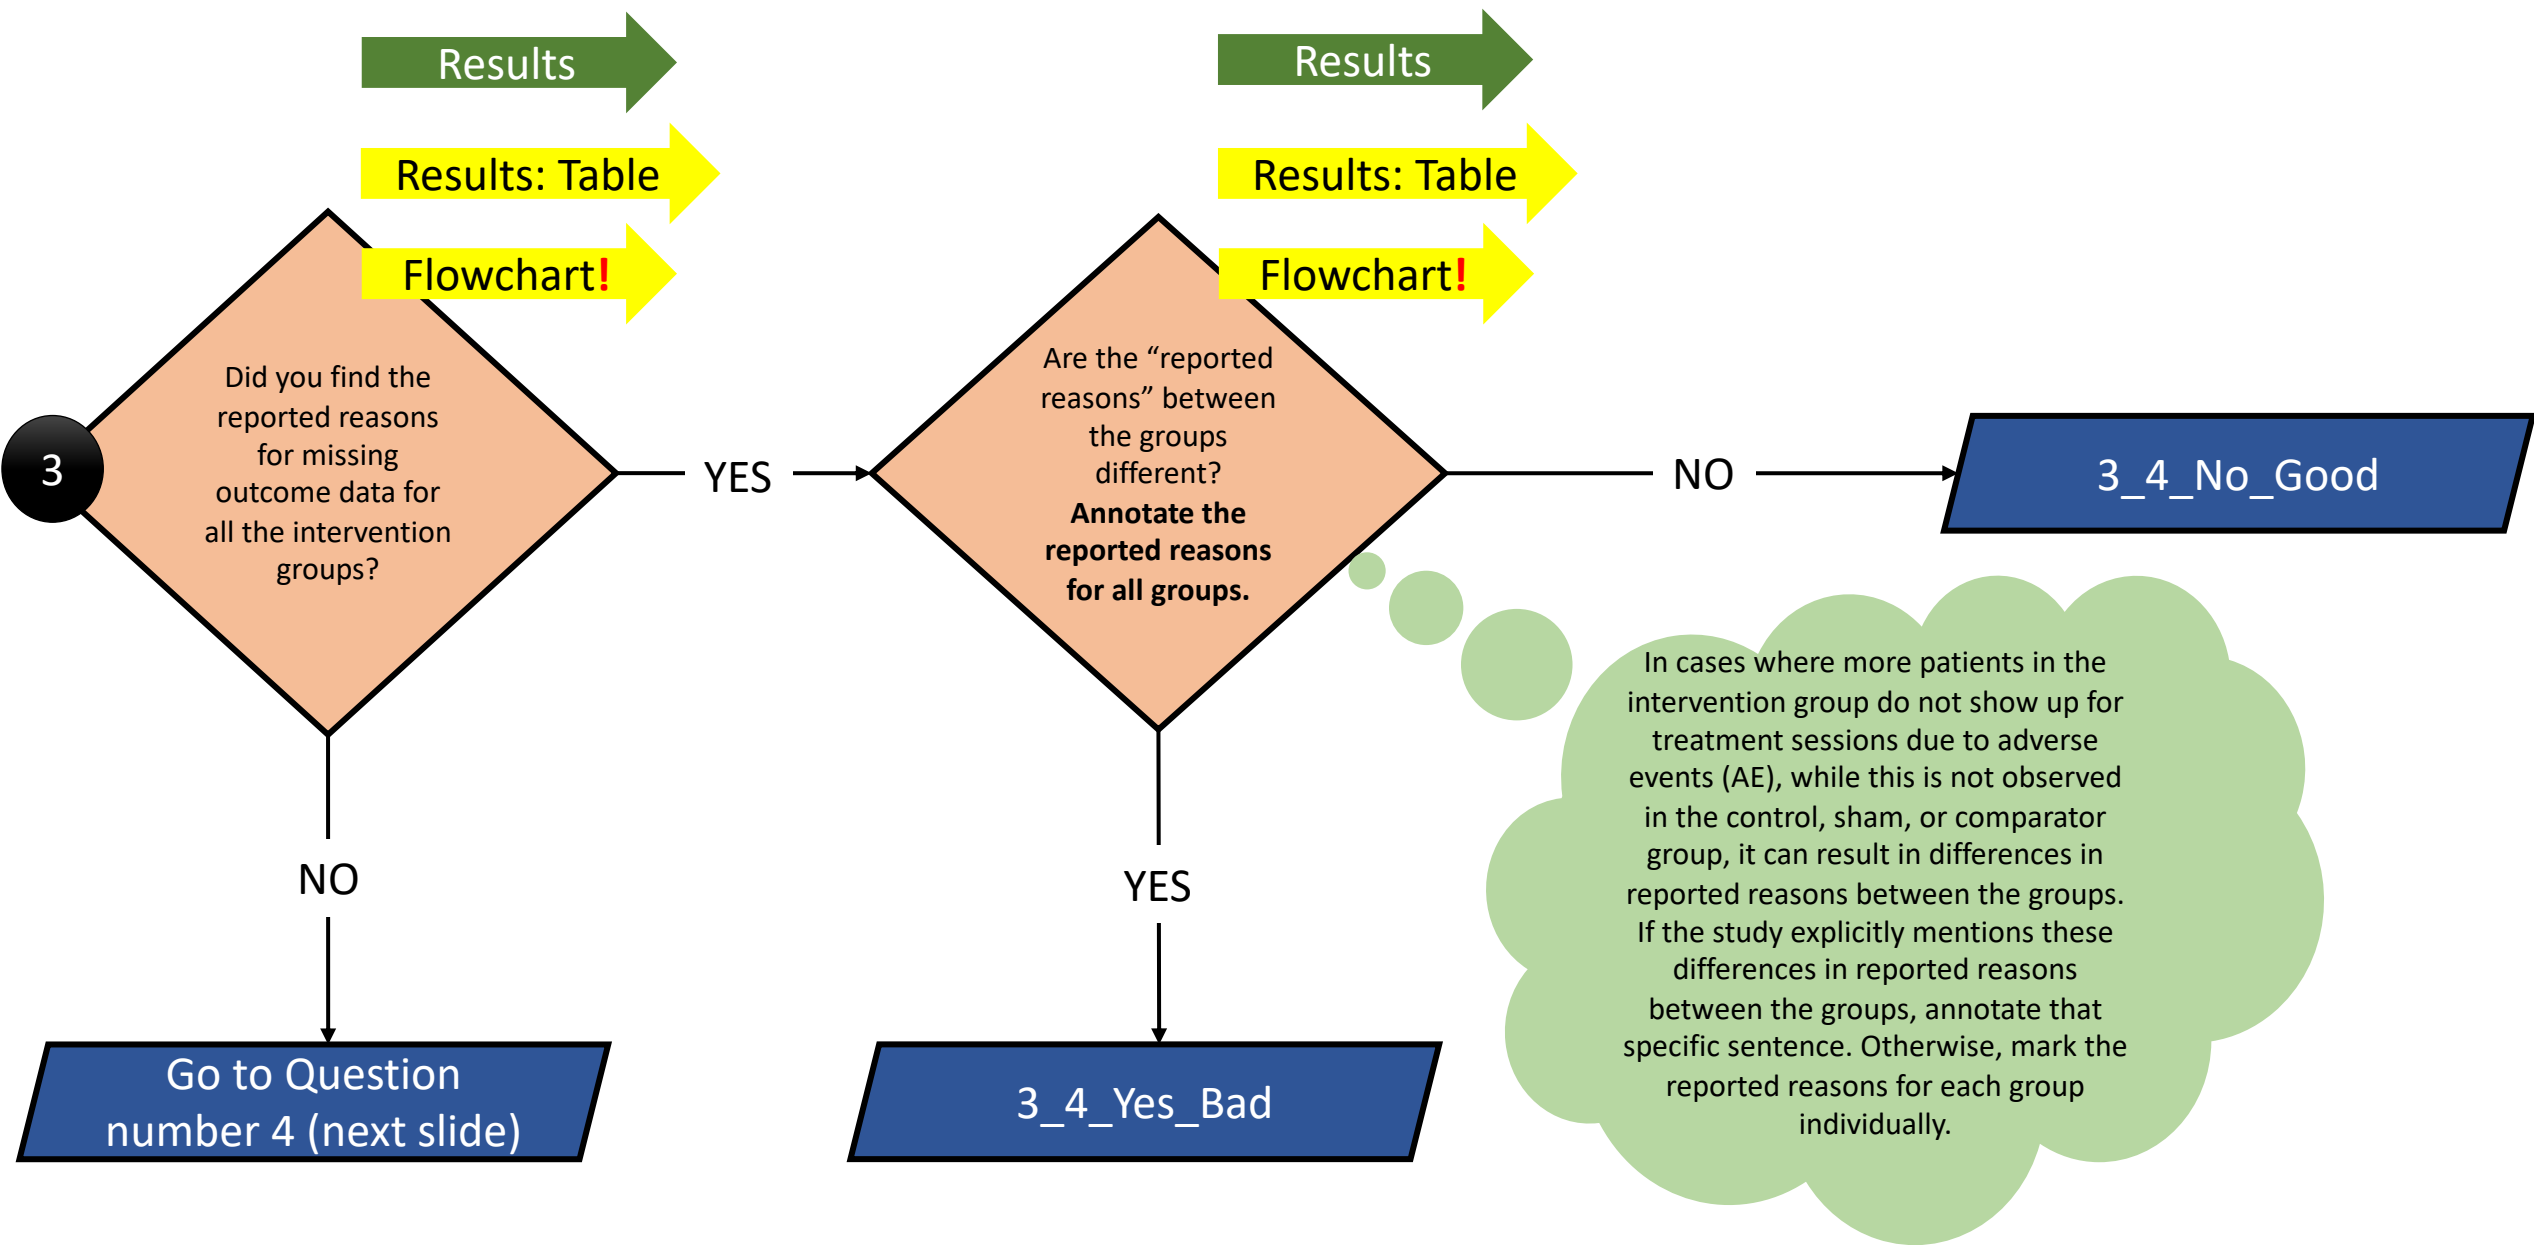 Results
Results: Table
Flowchart!
3
Did you find the
reported reasons
for missing
outcome data for
all the intervention
groups?
YES
NO
Go to Question
number 4 (next slide)
Results
Results: Table
Flowchart!
Are the “reported
reasons” between
the groups
different?
Annotate the
reported reasons
for all groups.
NO
3_4_No_Good
YES
3_4_Yes_Bad
In cases where more patients in the
intervention group do not show up for
treatment sessions due to adverse
events (AE), while this is not observed
in the control, sham, or comparator
group, it can result in differences in
reported reasons between the groups.
If the study explicitly mentions these
differences in reported reasons
between the groups, annotate that
specific sentence. Otherwise, mark the
reported reasons for each group
individually.